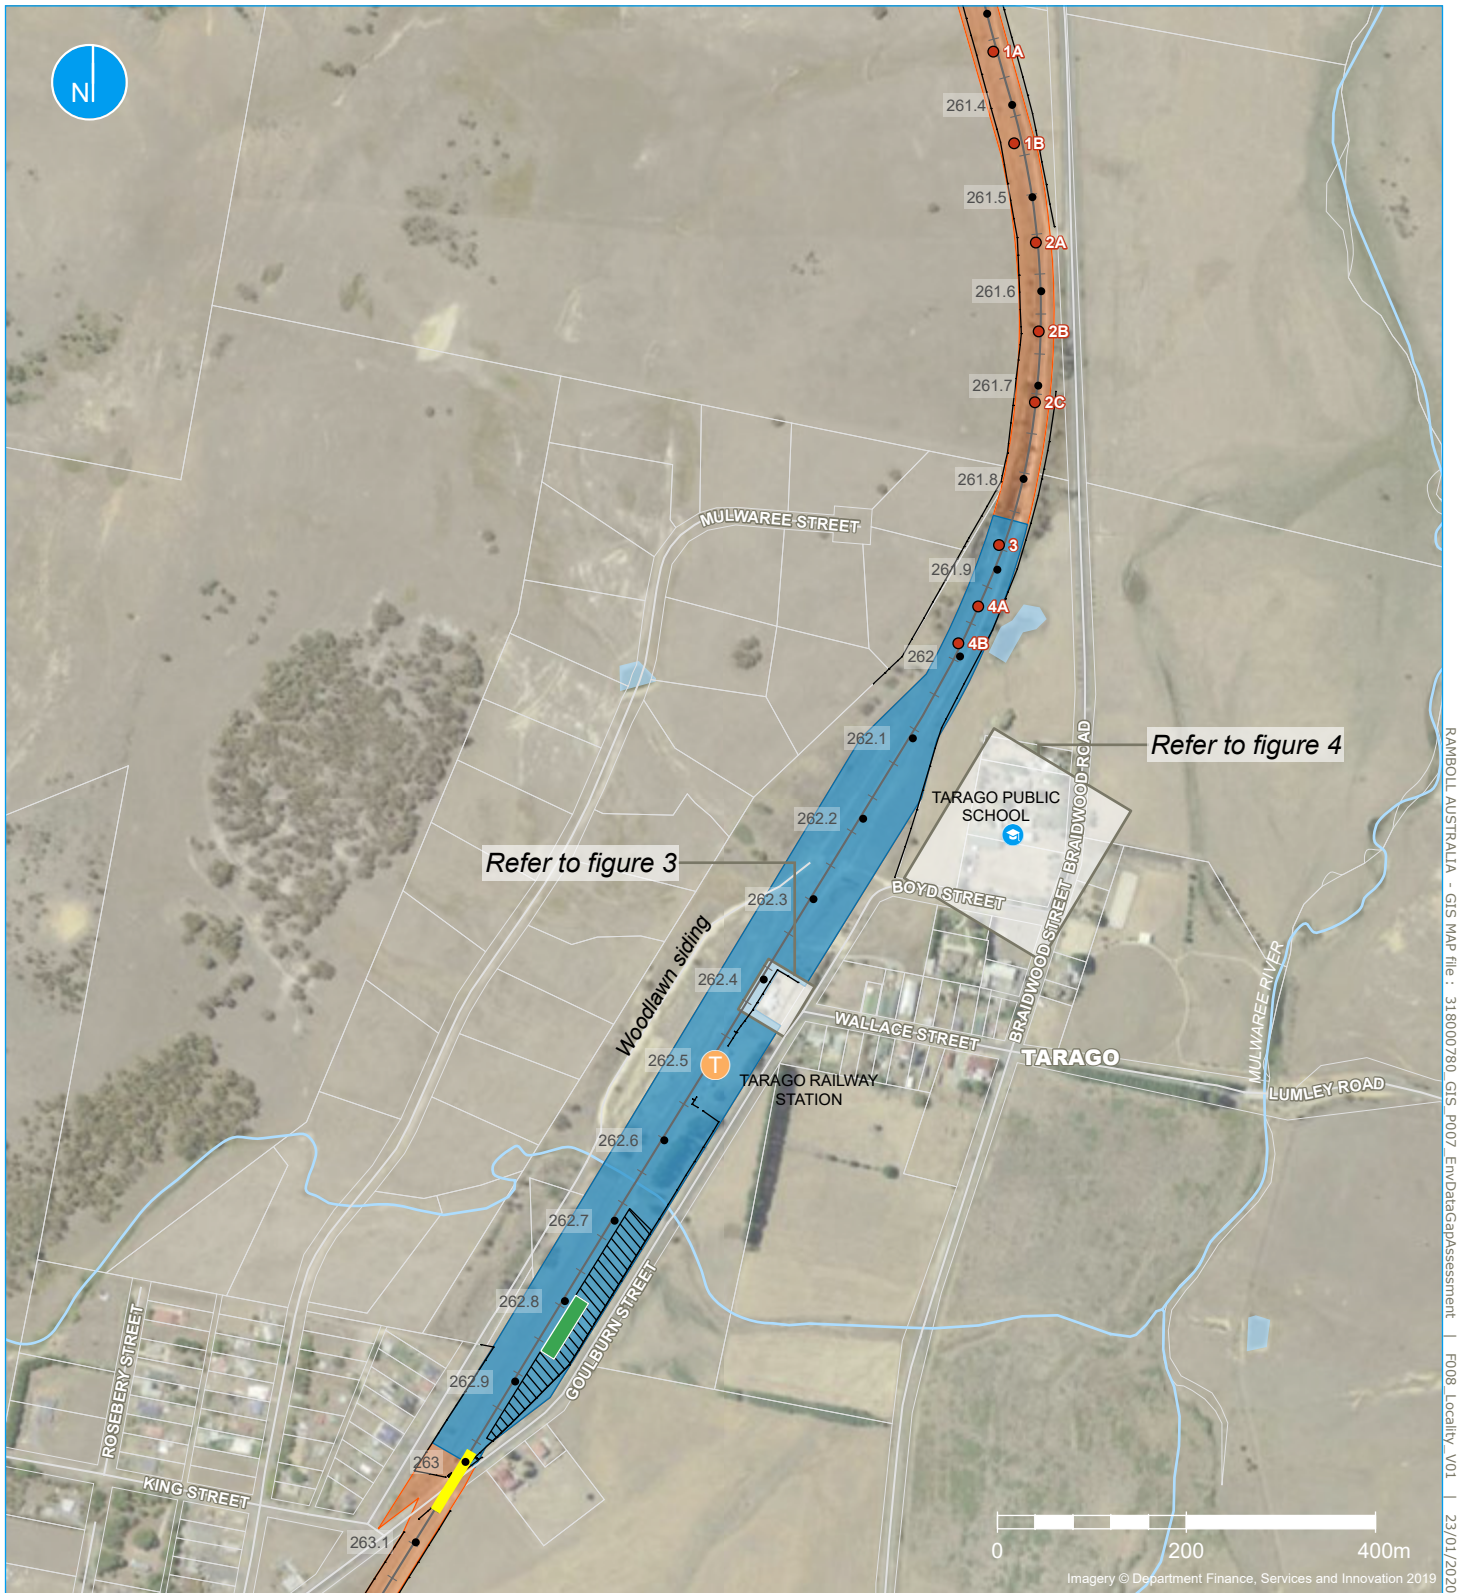 N
1A
261.4
1B
261.5
2A
261.6
2B
261.7
2C
261.8
MULWAREE STREET
3
261.9
4A
4B
262
262.1
Refer to figure 4
TARAGO PUBLIC
SCHOOL
262.2
BRAIDWOOD ROAD
Refer to figure 3
BOYD STREET
262.3
Woodlawn siding
262.4
BRAIDWOOD STREET
MULWAREE RIVER
WALLACE STREET
262.5
T
TARAGO
TARAGO RAILWAY
STATION
LUMLEY ROAD
262.6
262.7
262.8
GOULBURN STREET
ROSEBERY STREET
262.9
263
KING STREET
263.1
0 200 400m
Imagery © Department Finance, Services and Innovation 2019
RAMBOLL AUSTRALIA - GIS MAP file : 318000780_GIS_P007_EnvDataGapAssessment | F008_Locality_V01 | 23/01/2020